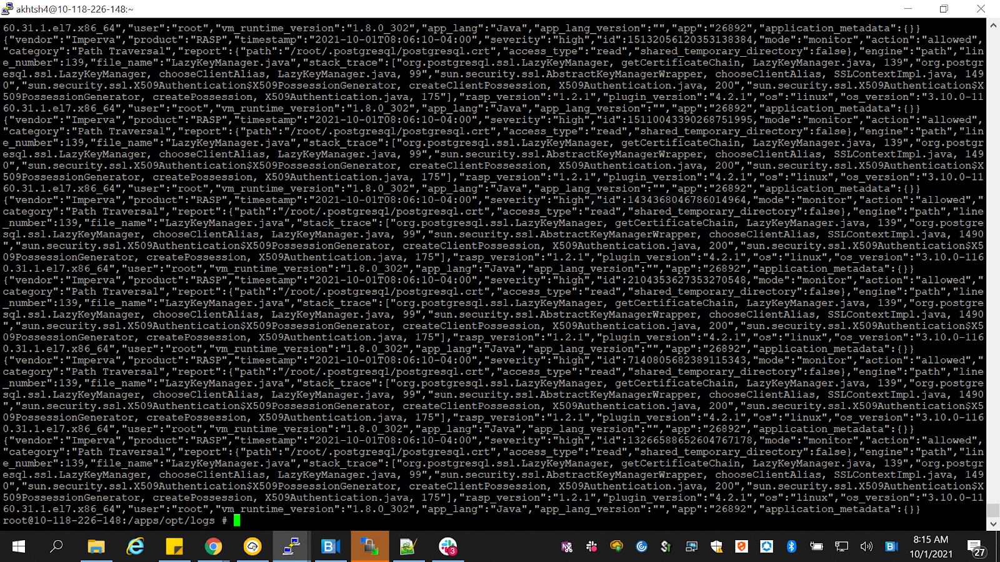 akhtsh4@10-118-226-148:~
60.31.1.el7.x86_64","user":"root","vm_runtime_version":"1.8.0_302","app_lang":"Java","app_lang_version":"","app":"26892","application_metadata":{}}
{"vendor":"Imperva","product":"RASP","timestamp":"2021-10-01T08:06:10-04:00","severity":"high","id":15132056120353138384,"mode":"monitor","action":"allowed",
"category":"Path Traversal","report":{"path":"/root/.postgresql/postgresql.crt","access_type":"read","shared_temporary_directory":false},"engine":"path","lin
e_number":139,"file_name":"LazyKeyManager.java","stack_trace":["org.postgresql.ssl.LazyKeyManager, getCertificateChain, LazyKeyManager.java, 139","org.postgr
esql.ssl.LazyKeyManager, chooseClientAlias, LazyKeyManager.java, 99","sun.security.ssl.AbstractKeyManagerWrapper, chooseClientAlias, SSLContextImpl.java, 149
0","sun.security.ssl.X509Authentication$X509PossessionGenerator, createClientPossession, X509Authentication.java, 200","sun.security.ssl.X509Authentication$X
509PossessionGenerator, createPossession, X509Authentication.java, 175"],"rasp_version":"1.2.1","plugin_version":"4.2.1","os":"linux","os_version":"3.10.0-11
60.31.1.el7.x86_64","user":"root","vm_runtime_version":"1.8.0_302","app_lang":"Java","app_lang_version":"","app":"26892","application_metadata":{}}
{"vendor":"Imperva","product":"RASP","timestamp":"2021-10-01T08:06:10-04:00","severity":"high","id":15110043390268751995,"mode":"monitor","action":"allowed",
"category":"Path Traversal","report":{"path":"/root/.postgresql/postgresql.crt","access_type":"read","shared_temporary_directory":false},"engine":"path","lin
e_number":139,"file_name":"LazyKeyManager.java","stack_trace":["org.postgresql.ssl.LazyKeyManager, getCertificateChain, LazyKeyManager.java, 139","org.postgr
esql.ssl.LazyKeyManager, chooseClientAlias, LazyKeyManager.java, 99","sun.security.ssl.AbstractKeyManagerWrapper, chooseClientAlias, SSLContextImpl.java, 149
0","sun.security.ssl.X509Authentication$X509PossessionGenerator, createClientPossession, X509Authentication.java, 200","sun.security.ssl.X509Authentication$X
509PossessionGenerator, createPossession, X509Authentication.java, 175"],"rasp_version":"1.2.1","plugin_version":"4.2.1","os":"linux","os_version":"3.10.0-11
60.31.1.el7.x86_64","user":"root","vm_runtime_version":"1.8.0_302","app_lang":"Java","app_lang_version":"","app":"26892","application_metadata":{}}
{"vendor":"Imperva","product":"RASP","timestamp":"2021-10-01T08:06:10-04:00","severity":"high","id":1434368046786014964,"mode":"monitor","action":"allowed","
category":"Path Traversal","report":{"path":"/root/.postgresql/postgresql.crt","access_type":"read","shared_temporary_directory":false},"engine":"path","line
_number":139,"file_name":"LazyKeyManager.java","stack_trace":["org.postgresql.ssl.LazyKeyManager, getCertificateChain, LazyKeyManager.java, 139","org.postgre
sql.ssl.LazyKeyManager, chooseClientAlias, LazyKeyManager.java, 99","sun.security.ssl.AbstractKeyManagerWrapper, chooseClientAlias, SSLContextImpl.java, 1490
","sun.security.ssl.X509Authentication$X509PossessionGenerator, createClientPossession, X509Authentication.java, 200","sun.security.ssl.X509Authentication$X5
09PossessionGenerator, createPossession, X509Authentication.java, 175"],"rasp_version":"1.2.1","plugin_version":"4.2.1","os":"linux","os_version":"3.10.0-116
0.31.1.el7.x86_64","user":"root","vm_runtime_version":"1.8.0_302","app_lang":"Java","app_lang_version":"","app":"26892","application_metadata":{}}
{"vendor":"Imperva","product":"RASP","timestamp":"2021-10-01T08:06:10-04:00","severity":"high","id":2104353627353270548,"mode":"monitor","action":"allowed","
category":"Path Traversal","report":{"path":"/root/.postgresql/postgresql.crt","access_type":"read","shared_temporary_directory":false},"engine":"path","line
_number":139,"file_name":"LazyKeyManager.java","stack_trace":["org.postgresql.ssl.LazyKeyManager, getCertificateChain, LazyKeyManager.java, 139","org.postgre
sql.ssl.LazyKeyManager, chooseClientAlias, LazyKeyManager.java, 99","sun.security.ssl.AbstractKeyManagerWrapper, chooseClientAlias, SSLContextImpl.java, 1490
","sun.security.ssl.X509Authentication$X509PossessionGenerator, createClientPossession, X509Authentication.java, 200","sun.security.ssl.X509Authentication$X5
09PossessionGenerator, createPossession, X509Authentication.java, 175"],"rasp_version":"1.2.1","plugin_version":"4.2.1","os":"linux","os_version":"3.10.0-116
0.31.1.el7.x86_64","user":"root","vm_runtime_version":"1.8.0_302","app_lang":"Java","app_lang_version":"","app":"26892","application_metadata":{}}
{"vendor":"Imperva","product":"RASP","timestamp":"2021-10-01T08:06:10-04:00","severity":"high","id":7140805682389115343,"mode":"monitor","action":"allowed","
category":"Path Traversal","report":{"path":"/root/.postgresql/postgresql.crt","access_type":"read","shared_temporary_directory":false},"engine":"path","line
_number":139,"file_name":"LazyKeyManager.java","stack_trace":["org.postgresql.ssl.LazyKeyManager, getCertificateChain, LazyKeyManager.java, 139","org.postgre
sql.ssl.LazyKeyManager, chooseClientAlias, LazyKeyManager.java, 99","sun.security.ssl.AbstractKeyManagerWrapper, chooseClientAlias, SSLContextImpl.java, 1490
","sun.security.ssl.X509Authentication$X509PossessionGenerator, createClientPossession, X509Authentication.java, 200","sun.security.ssl.X509Authentication$X5
09PossessionGenerator, createPossession, X509Authentication.java, 175"],"rasp_version":"1.2.1","plugin_version":"4.2.1","os":"linux","os_version":"3.10.0-116
0.31.1.el7.x86_64","user":"root","vm_runtime_version":"1.8.0_302","app_lang":"Java","app_lang_version":"","app":"26892","application_metadata":{}}
{"vendor":"Imperva","product":"RASP","timestamp":"2021-10-01T08:06:10-04:00","severity":"high","id":13266588652604767178,"mode":"monitor","action":"allowed",
"category":"Path Traversal","report":{"path":"/root/.postgresql/postgresql.crt","access_type":"read","shared_temporary_directory":false},"engine":"path","lin
e_number":139,"file_name":"LazyKeyManager.java","stack_trace":["org.postgresql.ssl.LazyKeyManager, getCertificateChain, LazyKeyManager.java, 139","org.postgr
esql.ssl.LazyKeyManager, chooseClientAlias, LazyKeyManager.java, 99","sun.security.ssl.AbstractKeyManagerWrapper, chooseClientAlias, SSLContextImpl.java, 149
0","sun.security.ssl.X509Authentication$X509PossessionGenerator, createClientPossession, X509Authentication.java, 200","sun.security.ssl.X509Authentication$X
509PossessionGenerator, createPossession, X509Authentication.java, 175"],"rasp_version":"1.2.1","plugin_version":"4.2.1","os":"linux","os_version":"3.10.0-11
60.31.1.el7.x86_64","user":"root","vm_runtime_version":"1.8.0_302","app_lang":"Java","app_lang_version":"","app":"26892","application_metadata":{}}
root@10-118-226-148:/apps/opt/logs #
8:15 AM
10/1/2021
3
27